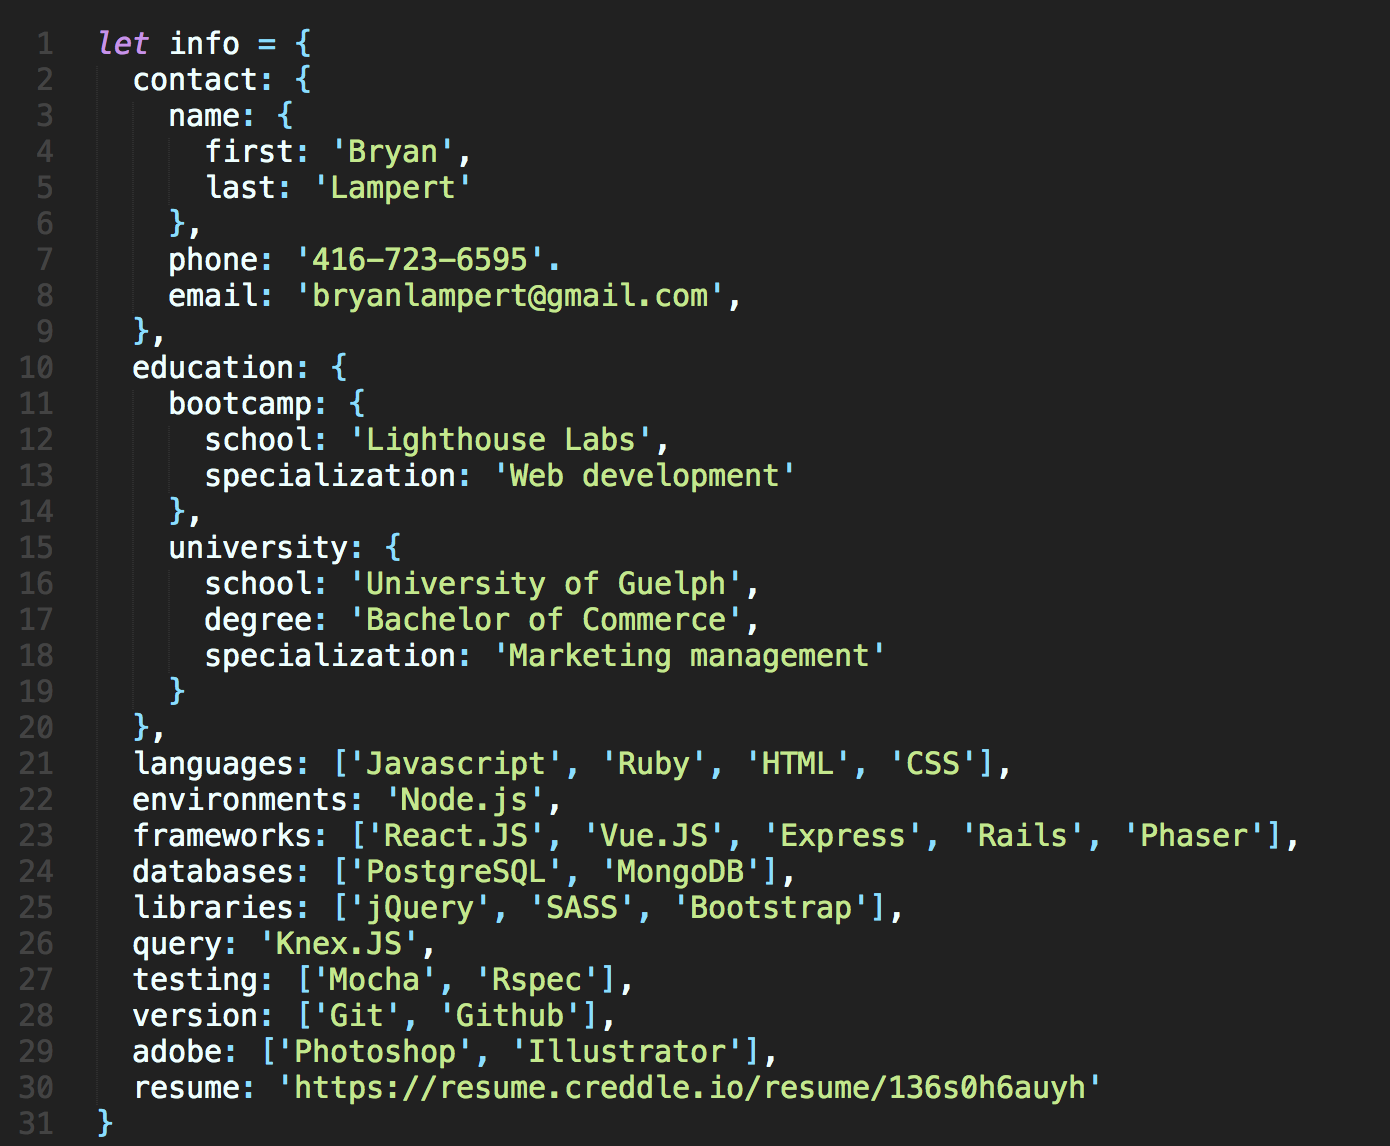 1 let info = {
2 contact: {
3 name: {
4 first: 'Bryan',
5 last: 'Lampert'
6 },
7 phone: '416-723-6595'.
8 email: 'bryanlampert@gmail.com',
9 },
10 education: {
11 bootcamp: {
12 school: 'Lighthouse Labs',
13 specialization: 'Web development'
14 },
15 university: {
16 school: 'University of Guelph',
17 degree: 'Bachelor of Commerce',
18 specialization: 'Marketing management'
19 }
20 },
21 languages: ['Javascript', 'Ruby', 'HTML', 'CSS'],
22 environments: 'Node.js',
23 frameworks: ['React.JS', 'Vue.JS', 'Express', 'Rails', 'Phaser'],
24 databases: ['PostgreSQL', 'MongoDB'],
25 libraries: ['jQuery', 'SASS', 'Bootstrap'],
26 query: 'Knex.JS',
27 testing: ['Mocha', 'Rspec'],
28 version: ['Git', 'Github'],
29 adobe: ['Photoshop', 'Illustrator'],
30 resume: 'https://resume.creddle.io/resume/136s0h6auyh'
31 }